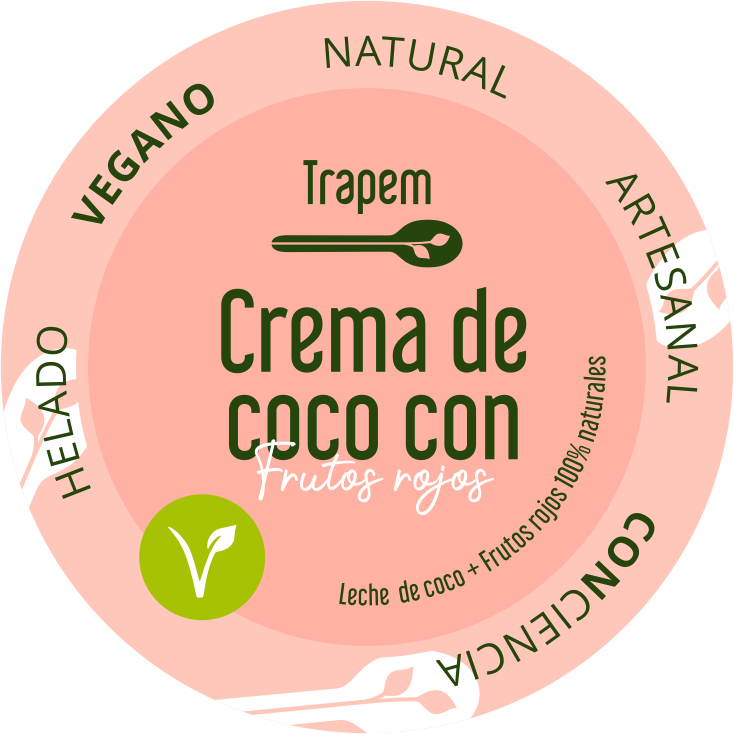 HELADO
VEGANO
NATURAL
ARTESANAL
CONCIENCIA
Trapem
Crema de
coco con
Frutos rojos
Leche de coco + Frutos rojos 100% naturales